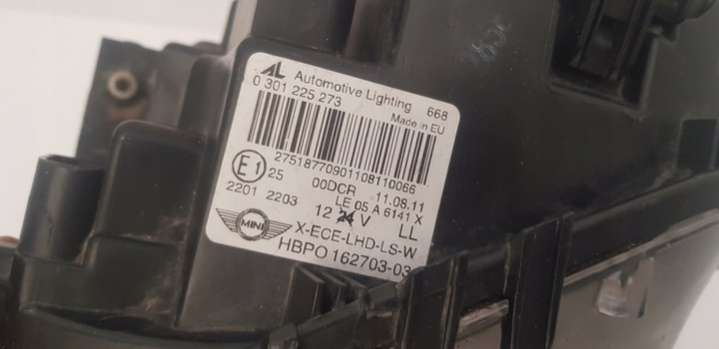 AL Automotive Lighting 668
0 301 225 273 Made in EU
27518770901108110066
E1 25 00DCR 11.08.11
2201 2203 LE 05 A 6141 X
12 24 V LL
MINI X-ECE-LHD-LS-W
HBPO 162703-03